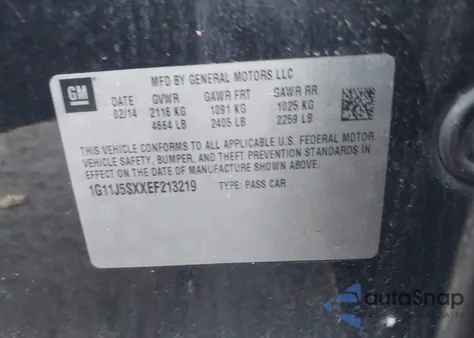 GM
MFD BY GENERAL MOTORS LLC
DATE GVWR GAWR FRT GAWR RR
02/14 2116 KG 1091 KG 1025 KG
4664 LB 2405 LB 2259 LB
THIS VEHICLE CONFORMS TO ALL APPLICABLE U.S. FEDERAL MOTOR
VEHICLE SAFETY, BUMPER, AND THEFT PREVENTION STANDARDS
IN EFFECT ON THE DATE OF MANUFACTURE SHOWN ABOVE.
1G11J5SXXEF213219 TYPE: PASS CAR
autaSnap